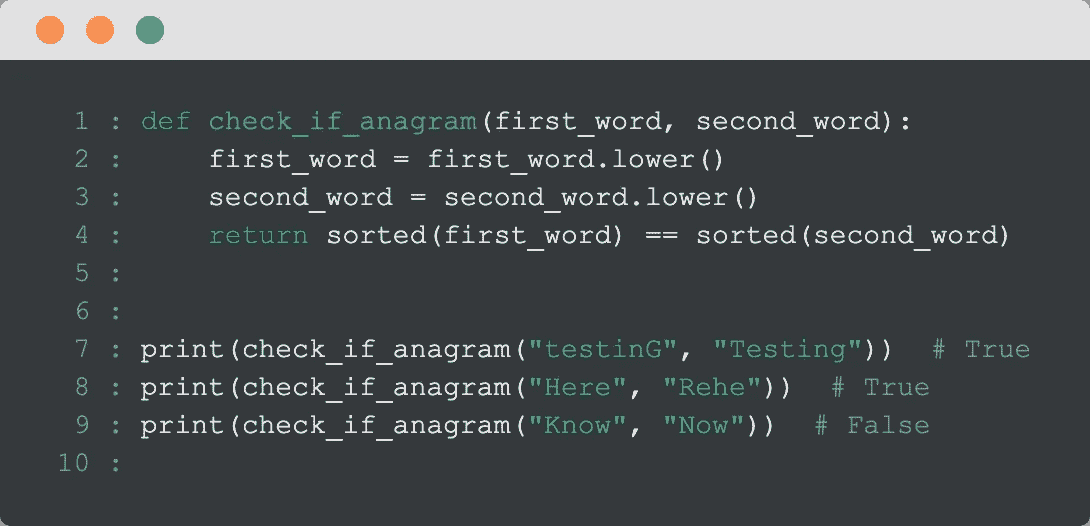 1 : def check_if_anagram(first_word, second_word):
2 :     first_word = first_word.lower()
3 :     second_word = second_word.lower()
4 :     return sorted(first_word) == sorted(second_word)
5 :
6 :
7 : print(check_if_anagram("testinG", "Testing"))  # True
8 : print(check_if_anagram("Here", "Rehe"))  # True
9 : print(check_if_anagram("Know", "Now"))  # False
10 :